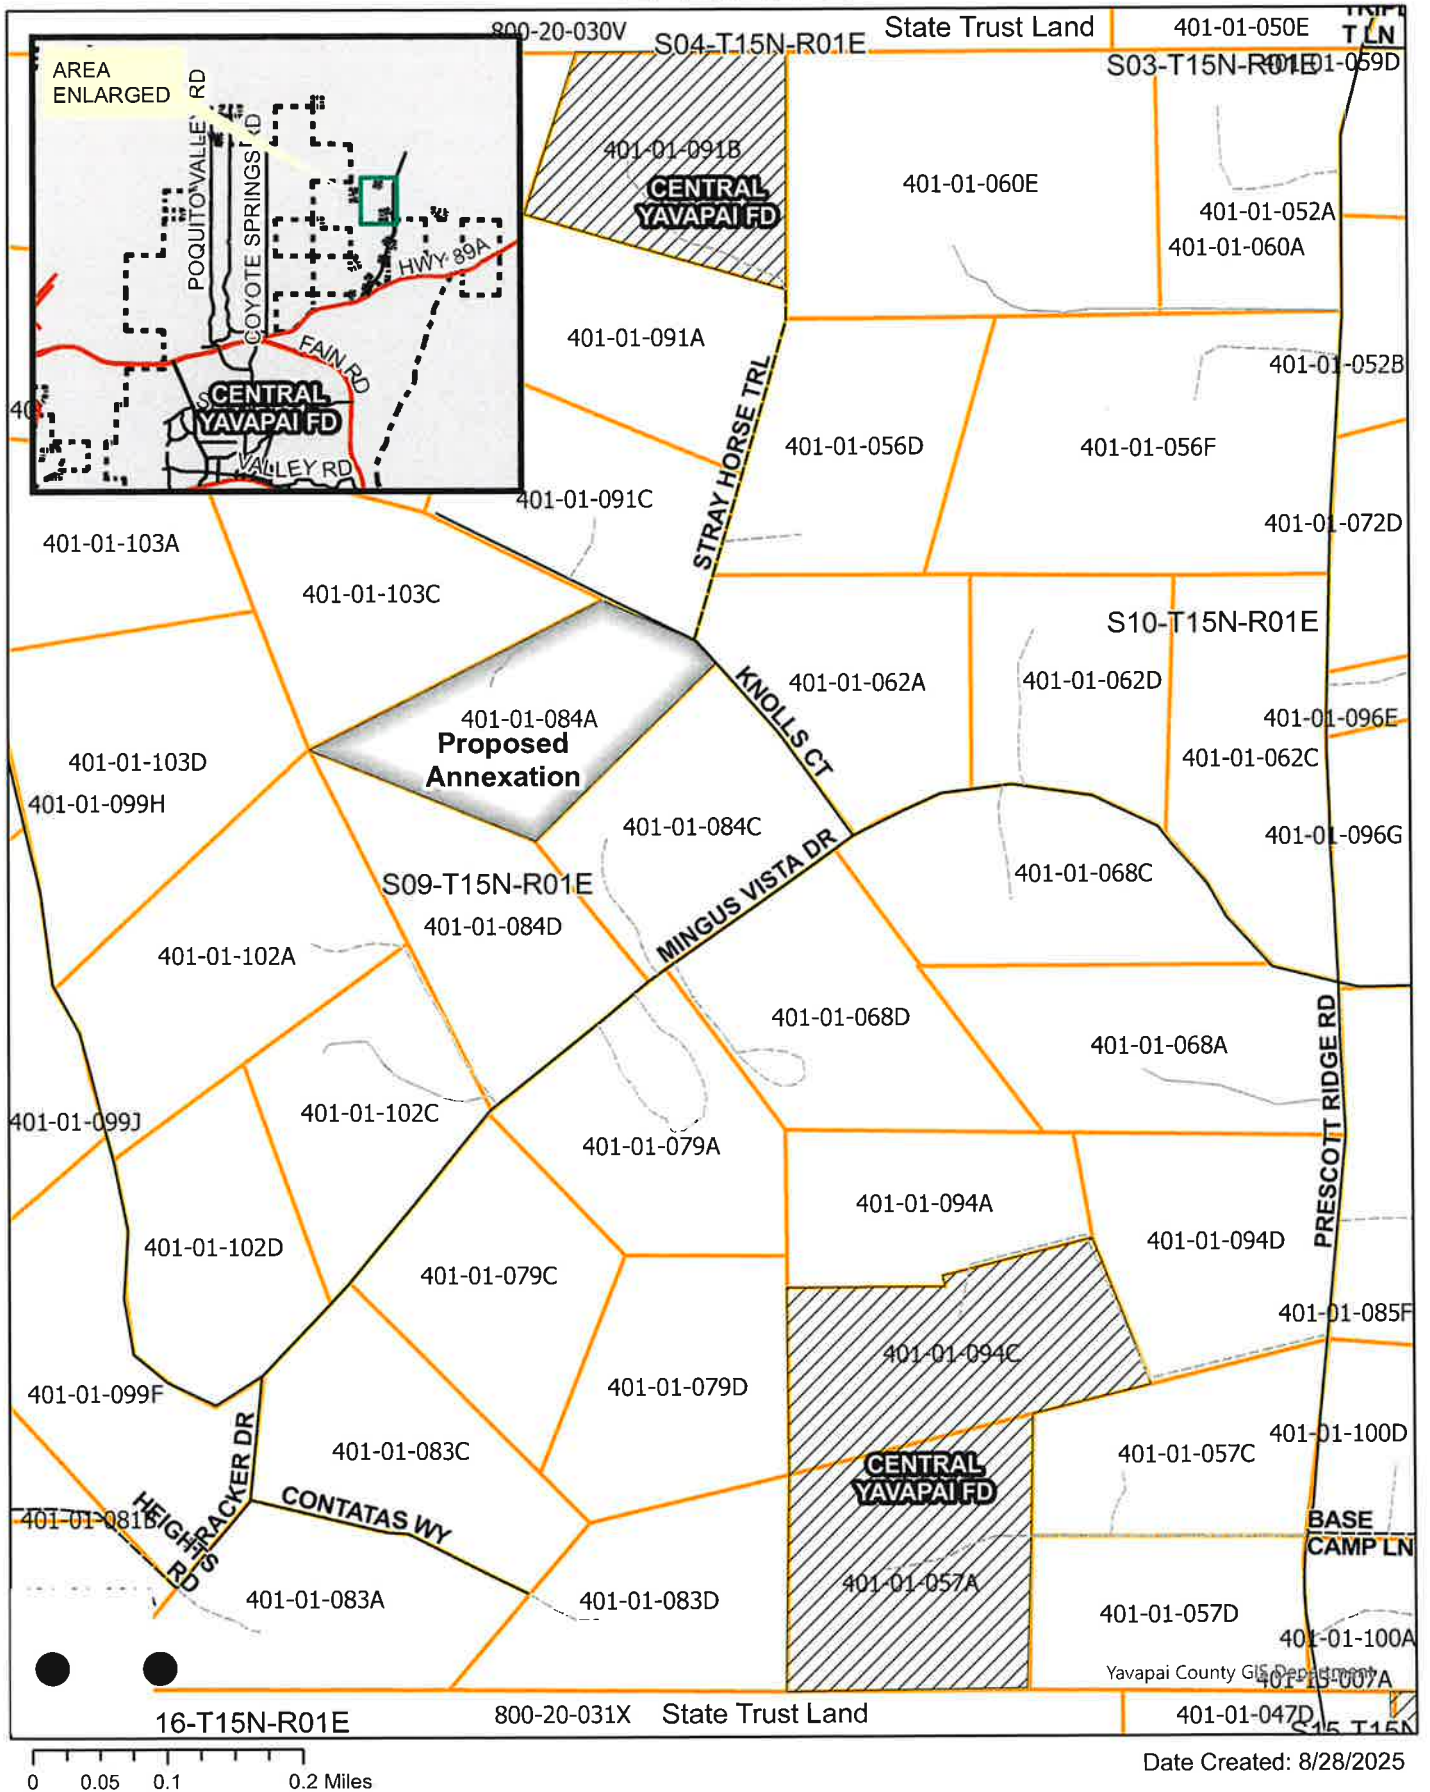 800-20-030V
State Trust Land
401-01-050E
T LN
S04-T15N-R01E
S03-T15N-R01E
401-01-059D
AREA
ENLARGED
POQUITO VALLEY RD
COYOTE SPRINGS RD
HWY 89A
FAIN RD
CENTRAL
YAVAPAI FD
VALLEY RD
401-01-091B
CENTRAL
YAVAPAI FD
401-01-060E
401-01-052A
401-01-060A
401-01-091A
401-01-052B
STRAY HORSE TRL
401-01-056D
401-01-056F
401-01-091C
401-01-072D
401-01-103A
401-01-103C
S10-T15N-R01E
401-01-062A
401-01-062D
KNOLLS CT
401-01-084A
Proposed
Annexation
401-01-096E
401-01-062C
401-01-103D
401-01-099H
401-01-084C
401-01-096G
MINGUS VISTA DR
401-01-068C
S09-T15N-R01E
401-01-084D
401-01-102A
401-01-068D
401-01-068A
PRESCOTT RIDGE RD
401-01-102C
401-01-099J
401-01-079A
401-01-094A
401-01-102D
401-01-094D
401-01-079C
401-01-085F
401-01-094C
401-01-079D
401-01-099F
401-01-083C
401-01-100D
401-01-057C
CENTRAL
YAVAPAI FD
TRACKER DR
CONTATAS WY
HEIGHTS
RD
401-01-081B
BASE
CAMP LN
401-01-057A
401-01-083A
401-01-083D
401-01-057D
401-01-100A
Yavapai County GIS Department
401-15-007A
16-T15N-R01E
800-20-031X
State Trust Land
401-01-047D
S15-T15N
0 0.05 0.1 0.2 Miles
Date Created: 8/28/2025